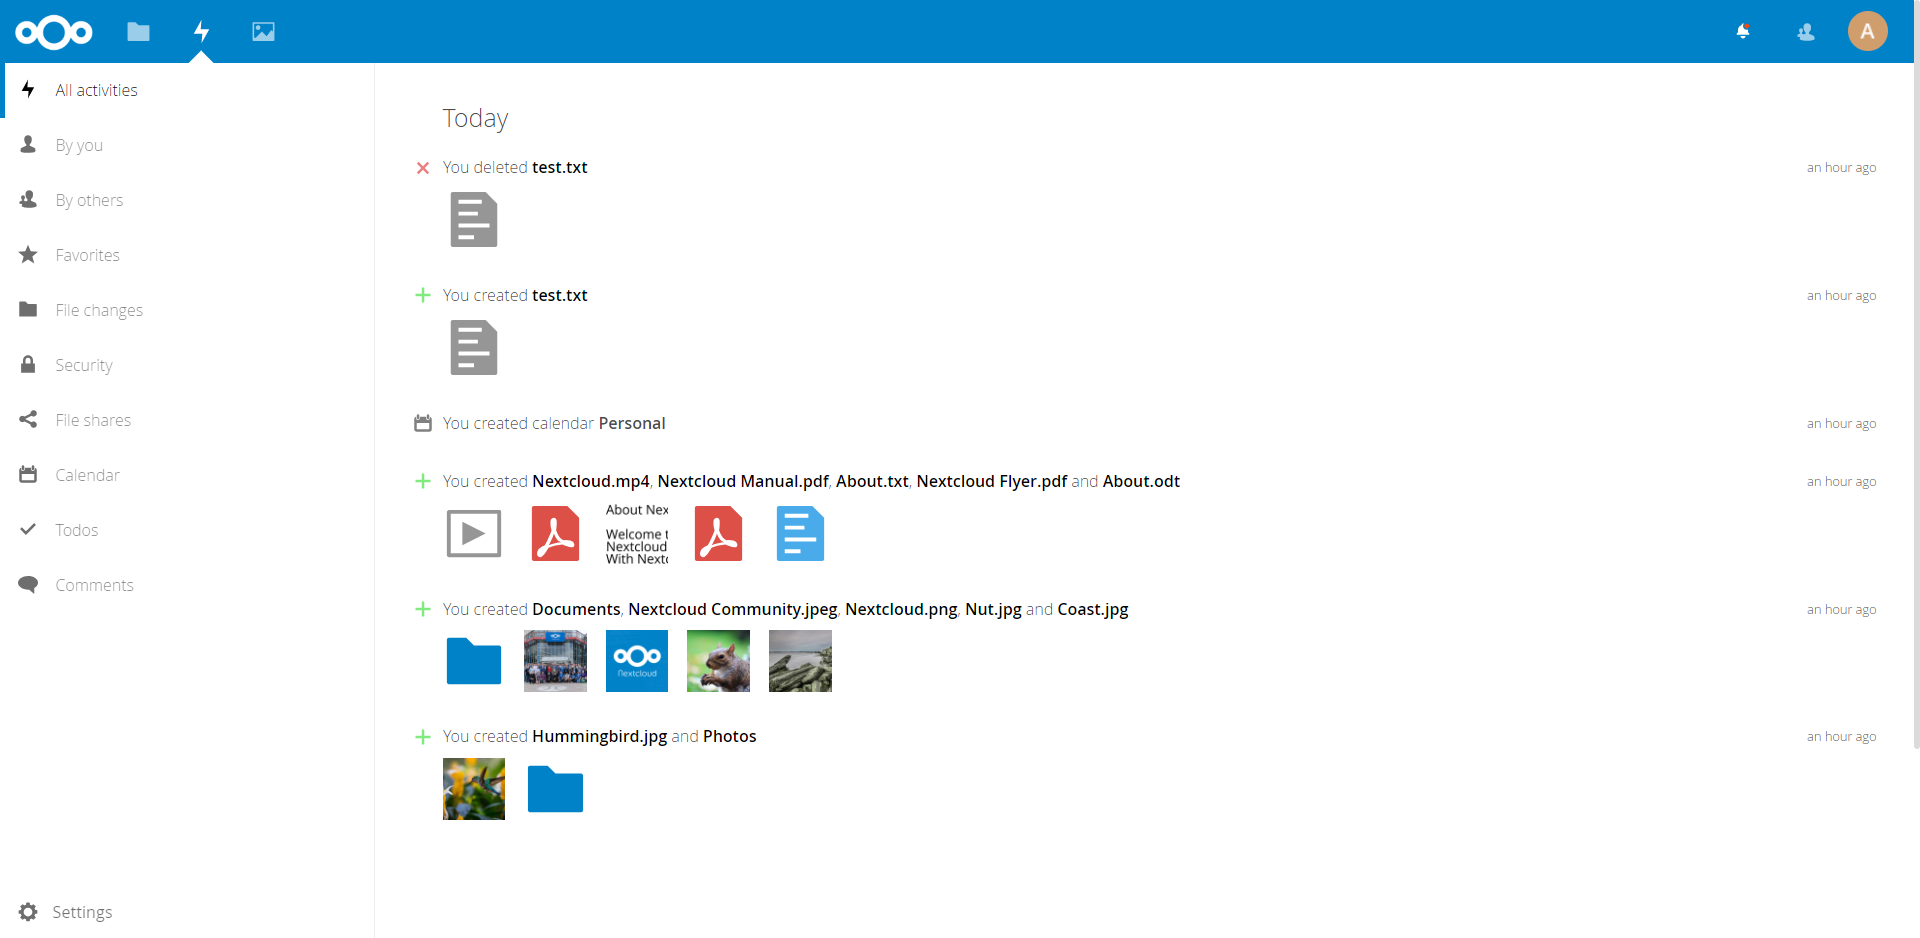 A
All activities
By you
By others
Favorites
File changes
Security
File shares
Calendar
Todos
Comments
Settings
Today
You deleted test.txt an hour ago
You created test.txt an hour ago
You created calendar Personal an hour ago
You created Nextcloud.mp4, Nextcloud Manual.pdf, About.txt, Nextcloud Flyer.pdf and About.odt an hour ago
About Nex
Welcome t
Nextcloud
With Nextc
You created Documents, Nextcloud Community.jpeg, Nextcloud.png, Nut.jpg and Coast.jpg an hour ago
nextcloud
You created Hummingbird.jpg and Photos an hour ago